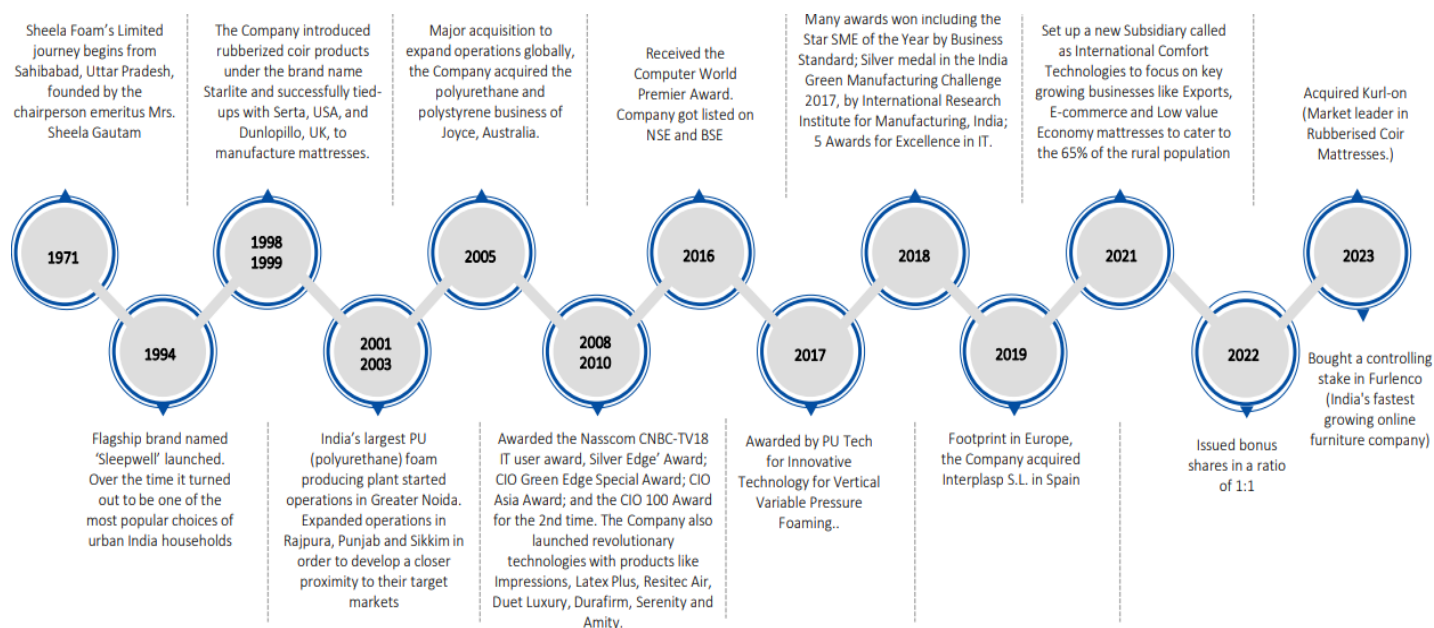 Sheela Foam's Limited
journey begins from
Sahibabad, Uttar Pradesh,
founded by the
chairperson emeritus Mrs.
Sheela Gautam
1971
1994
Flagship brand named
'Sleepwell' launched.
Over the time it turned
out to be one of the
most popular choices of
urban India households
The Company introduced
rubberized coir products
under the brand name
Starlite and successfully tied-
ups with Serta, USA, and
Dunlopillo, UK, to
manufacture mattresses.
1998
1999
2001
2003
India's largest PU
(polyurethane) foam
producing plant started
operations in Greater Noida.
Expanded operations in
Rajpura, Punjab and Sikkim in
order to develop a closer
proximity to their target
markets
Major acquisition to
expand operations globally,
the Company acquired the
polyurethane and
polystyrene business of
Joyce, Australia.
2005
2008
2010
Awarded the Nasscom CNBC-TV18
IT user award, Silver Edge' Award;
CIO Green Edge Special Award; CIO
Asia Award; and the CIO 100 Award
for the 2nd time. The Company also
launched revolutionary
technologies with products like
Impressions, Latex Plus, Resitec Air,
Duet Luxury, Durafirm, Serenity and
Amity.
Received the
Computer World
Premier Award.
Company got listed on
NSE and BSE
2016
2017
Awarded by PU Tech
for Innovative
Technology for Vertical
Variable Pressure
Foaming..
Many awards won including the
Star SME of the Year by Business
Standard; Silver medal in the India
Green Manufacturing Challenge
2017, by International Research
Institute for Manufacturing, India;
5 Awards for Excellence in IT.
2018
2019
Footprint in Europe,
the Company acquired
Interplasp S.L. in Spain
Set up a new Subsidiary called
as International Comfort
Technologies to focus on key
growing businesses like Exports,
E-commerce and Low value
Economy mattresses to cater to
the 65% of the rural population
2021
2022
Issued bonus
shares in a ratio
of 1:1
Acquired Kurl-on
(Market leader in
Rubberised Coir
Mattresses.)
2023
Bought a controlling
stake in Furlenco
(India's fastest
growing online
furniture company)